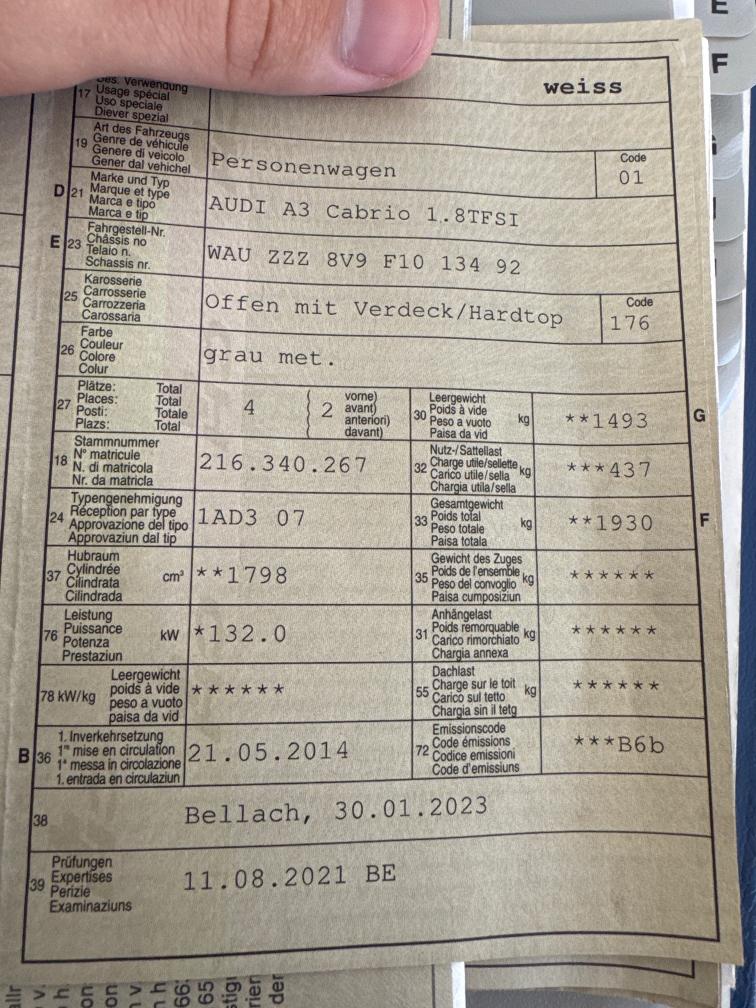 E
F
weiss
17 Bes. Verwendung
Usage spécial
Uso speciale
Diever spezial
19 Art des Fahrzeugs
Genre de véhicule
Genere di veicolo
Gener dal vehichel
Personenwagen
Code
01
D 21 Marke und Typ
Marque et type
Marca e tipo
Marca e tip
AUDI A3 Cabrio 1.8TFSI
E 23 Fahrgestell-Nr.
Châssis no
Telaio n.
Schassis nr.
WAU ZZZ 8V9 F10 134 92
25 Karosserie
Carrosserie
Carrozzeria
Carossaria
Offen mit Verdeck/Hardtop
Code
176
26 Farbe
Couleur
Colore
Colur
grau met.
27 Plätze: Total
Places: Total
Posti: Totale
Plazs: Total
4 ( 2 vorne)
avant)
anteriori)
davant)
30 Leergewicht
Poids à vide
Peso a vuoto
Paisa da vid
kg
**1493
G
18 Stammnummer
N° matricule
N. di matricola
Nr. da matricla
216.340.267
32 Nutz-/Sattellast
Charge utile/sellette
Carico utile/sella
Chargia utila/sella
kg
***437
24 Typengenehmigung
Réception par type
Approvazione del tipo
Approvaziun dal tip
1AD3 07
33 Gesamtgewicht
Poids total
Peso totale
Paisa totala
kg
**1930
F
37 Hubraum
Cylindrée
Cilindrata
Cilindrada
cm³
**1798
35 Gewicht des Zuges
Poids de l'ensemble
Peso del convoglio
Paisa cumposiziun
kg
******
76 Leistung
Puissance
Potenza
Prestaziun
kW
*132.0
31 Anhängelast
Poids remorquable
Carico rimorchiato
Chargia annexa
kg
******
78 kW/kg Leergewicht
poids à vide
peso a vuoto
paisa da vid
******
55 Dachlast
Charge sur le toit
Carico sul tetto
Chargia sin il tetg
kg
******
B 36 1. Inverkehrsetzung
1re mise en circulation
1a messa in circolazione
1. entrada en circulaziun
21.05.2014
72 Emissionscode
Code émissions
Codice emissioni
Code d'emissiuns
***B6b
38
Bellach, 30.01.2023
39 Prüfungen
Expertises
Perizie
Examinaziuns
11.08.2021 BE